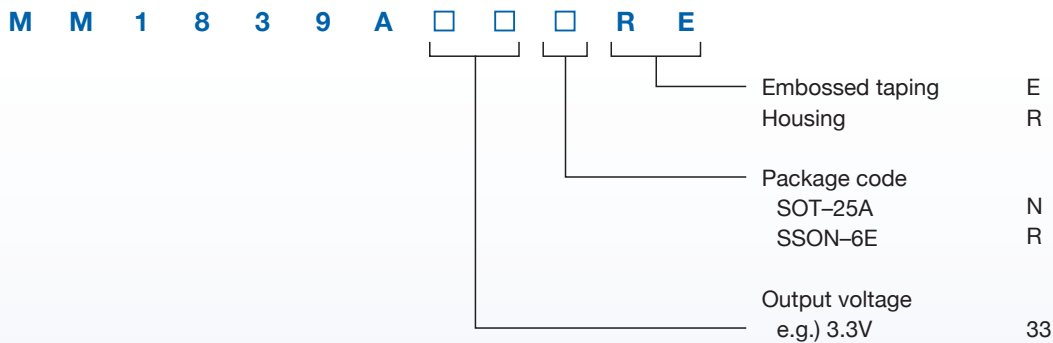 M M 1 8 3 9 A □ □ □ R E
Embossed taping E
Housing R
Package code
SOT–25A N
SSON–6E R
Output voltage
e.g.) 3.3V 33